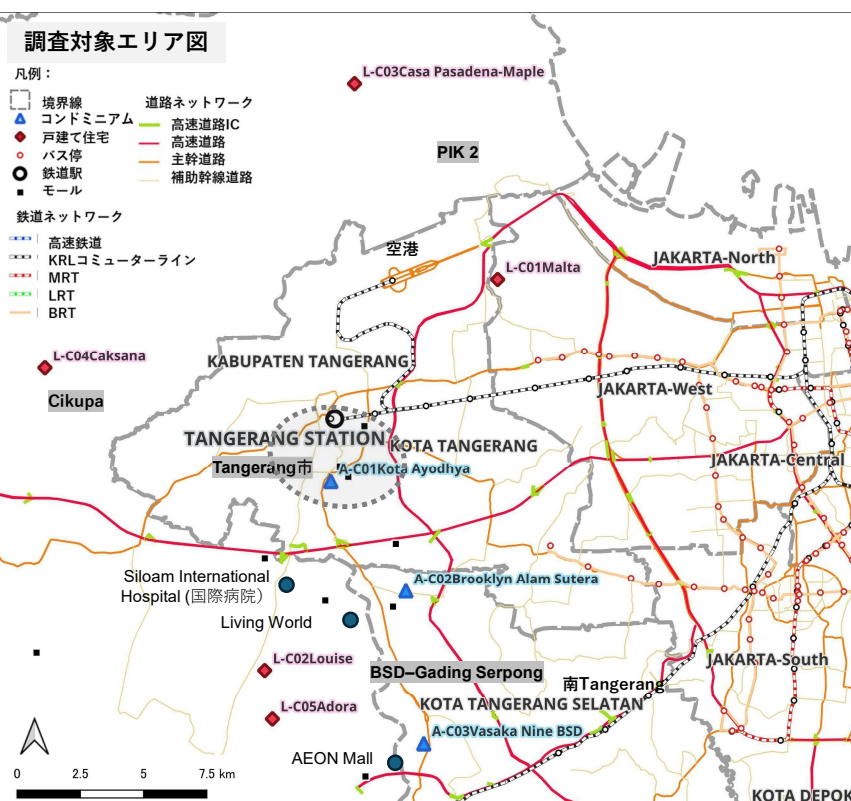 調査対象エリア図
凡例：
境界線
コンドミニアム
戸建て住宅
バス停
鉄道駅
モール
道路ネットワーク
高速道路IC
高速道路
主幹道路
補助幹線道路
鉄道ネットワーク
高速鉄道
KRLコミューターライン
MRT
LRT
BRT
L-C03Casa Pasadena-Maple
PIK 2
空港
JAKARTA-North
L-C01Malta
L-C04Caksana
KABUPATEN TANGERANG
Cikupa
JAKARTA-West
TANGERANG STATION
KOTA TANGERANG
JAKARTA-Central
Tangerang市
A-C01Kota Ayodhya
Siloam International
Hospital (国際病院）
A-C02Brooklyn Alam Sutera
Living World
L-C02Louise
BSD–Gading Serpong
JAKARTA-South
南Tangerang
L-C05Adora
KOTA TANGERANG SELATAN
A-C03Vasaka Nine BSD
AEON Mall
0 2.5 5 7.5 km
KOTA DEPOK